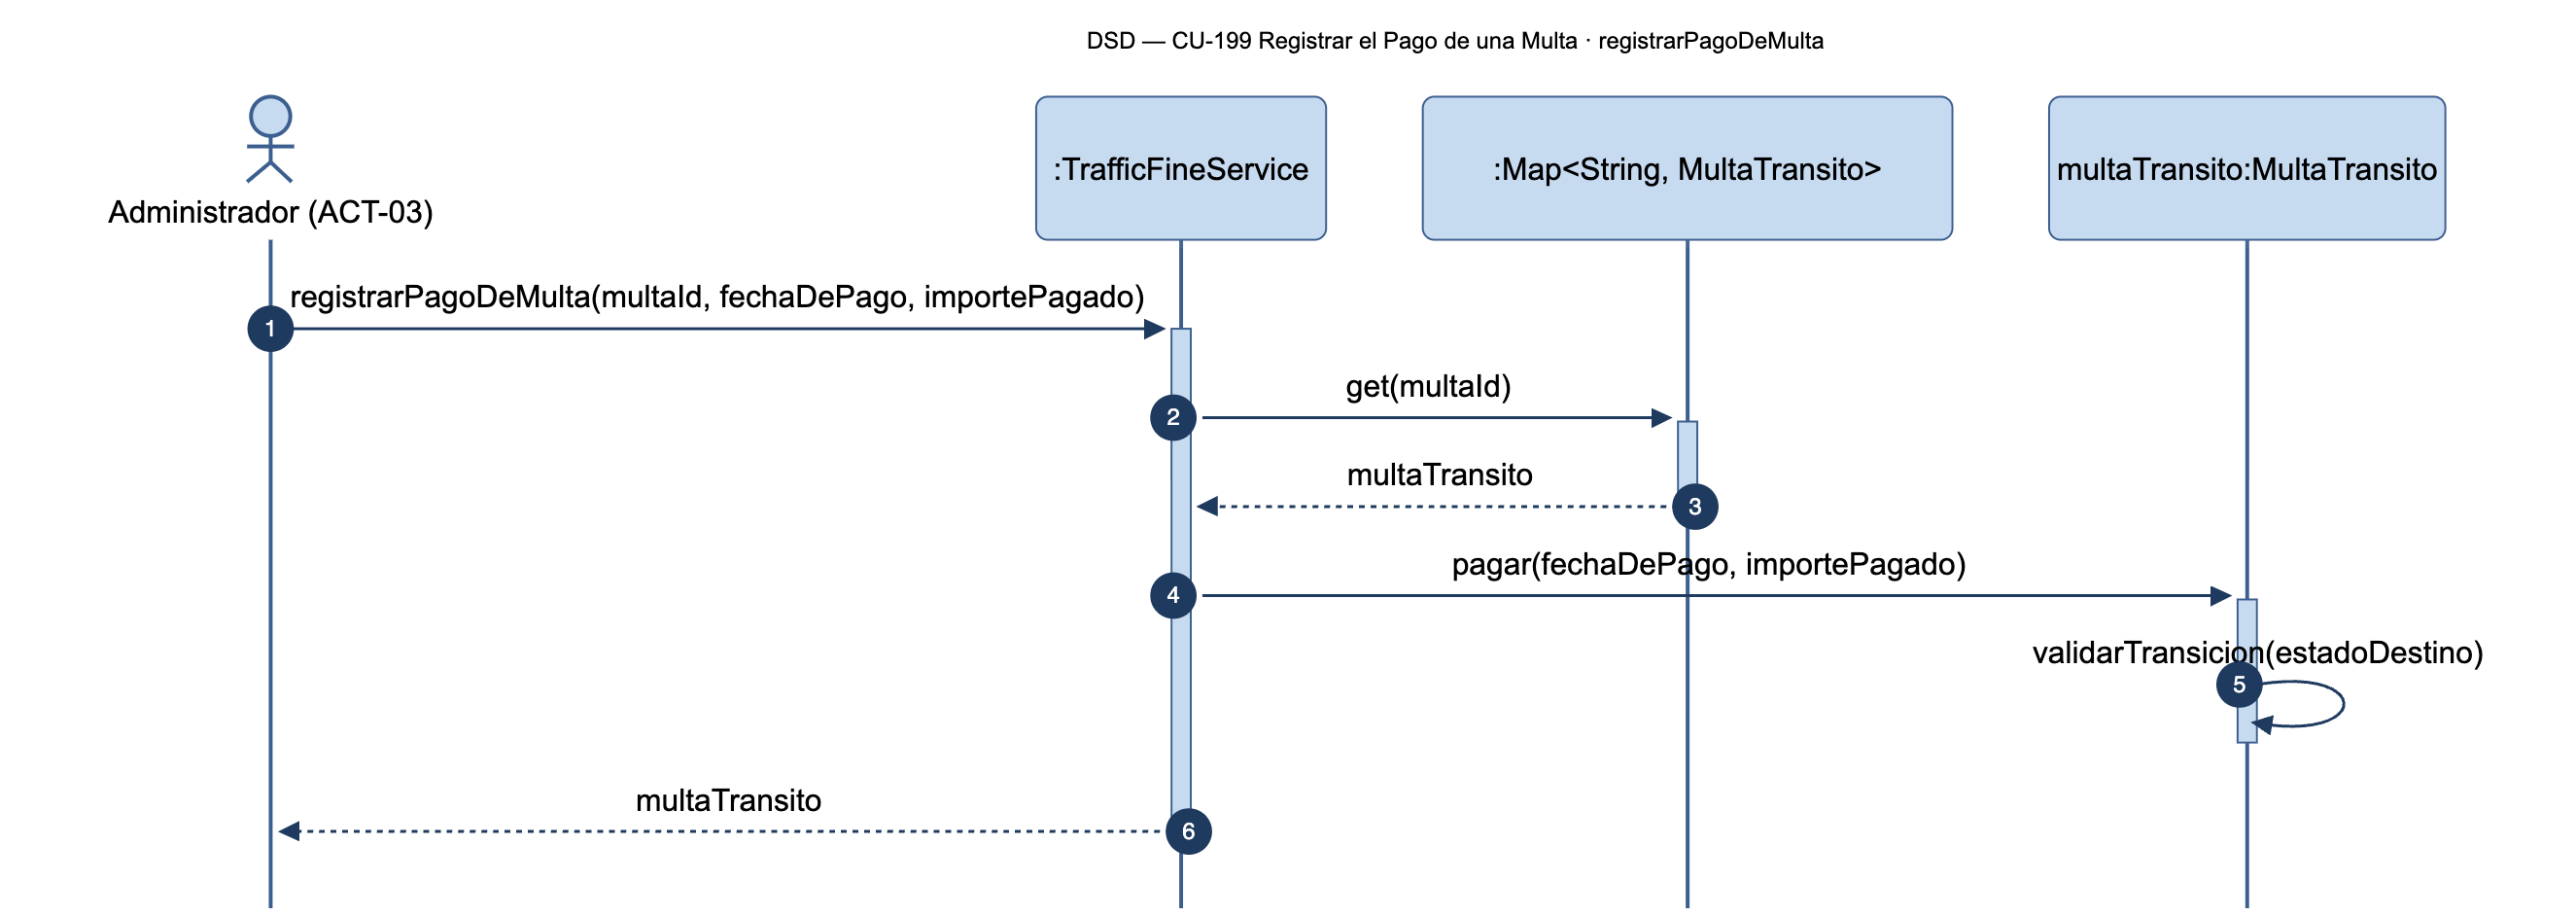 DSD — CU-199 Registrar el Pago de una Multa · registrarPagoDeMulta
Administrador (ACT-03)
:TrafficFineService
:Map<String, MultaTransito>
multaTransito:MultaTransito
registrarPagoDeMulta(multaId, fechaDePago, importePagado)
1
get(multaId)
2
multaTransito
3
pagar(fechaDePago, importePagado)
4
validarTransicion(estadoDestino)
5
multaTransito
6